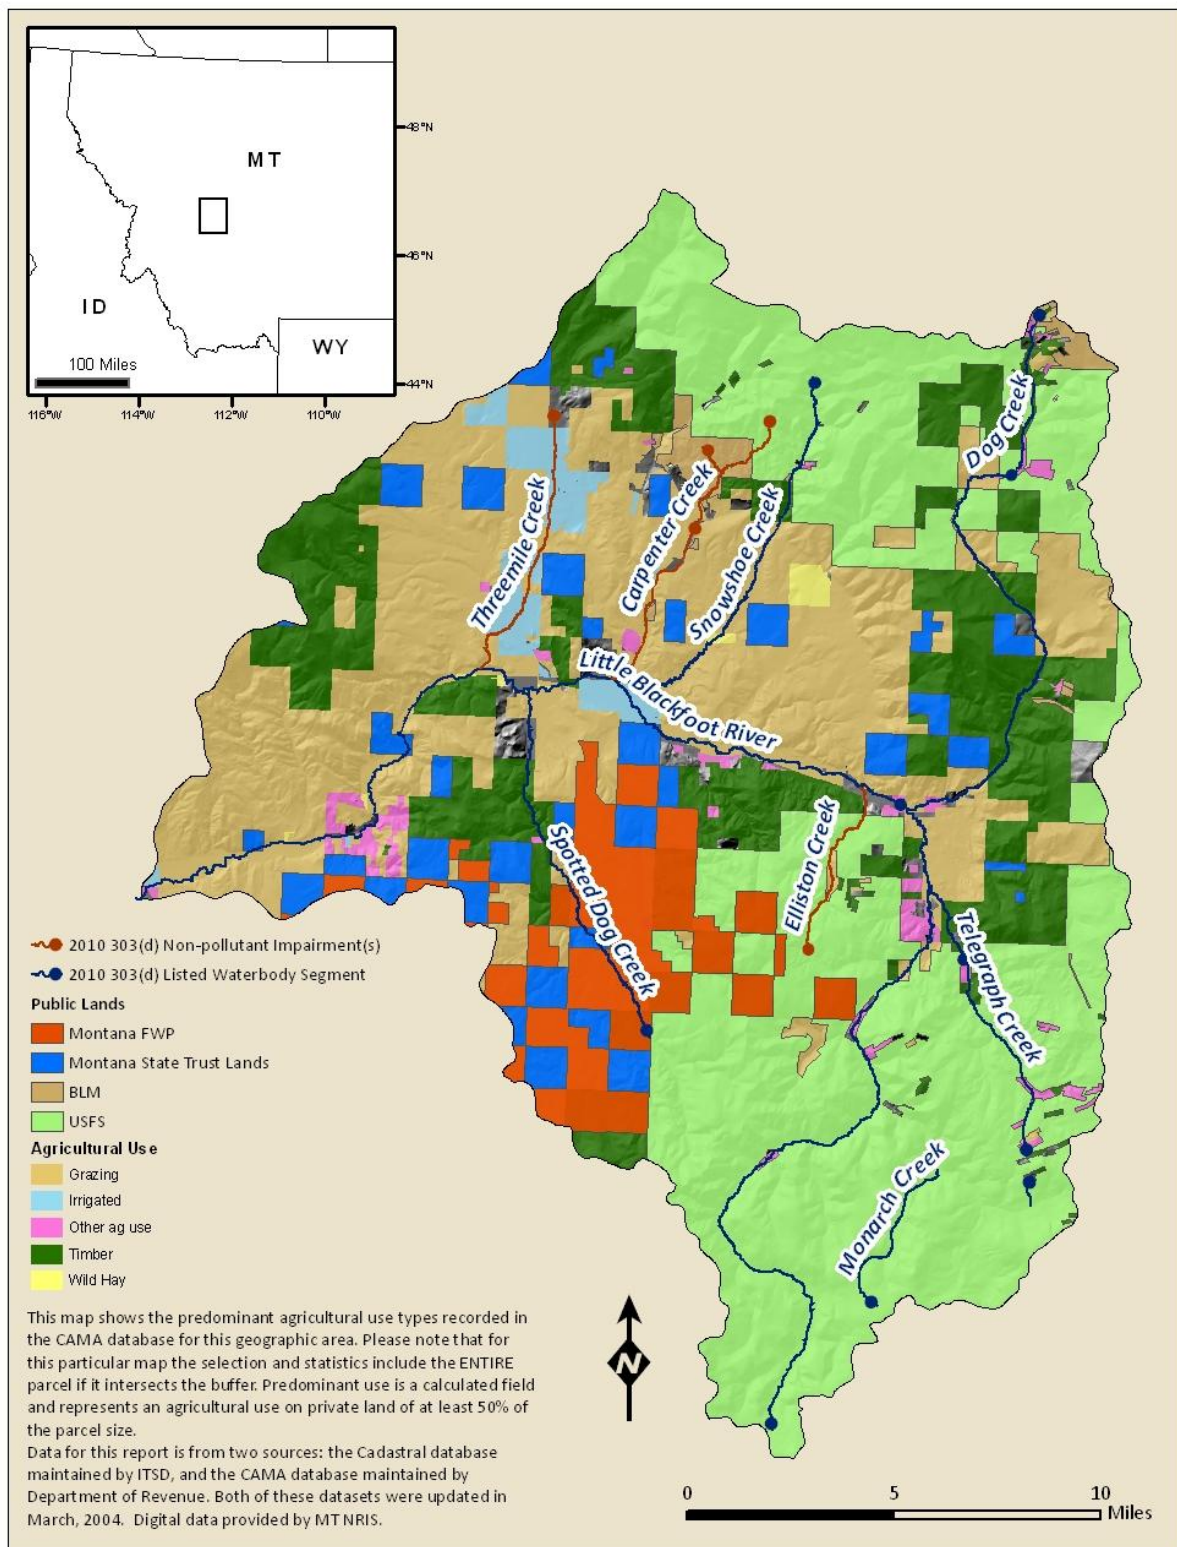 MT
ID
WY
100 Miles
48°N
46°N
44°N
116°W
114°W
112°W
110°W
Dog Creek
Threemile Creek
Carpenter Creek
Snowshoe Creek
Little Blackfoot River
Spotted Dog Creek
Elliston Creek
Telegraph Creek
Monarch Creek
2010 303(d) Non-pollutant Impairment(s)
2010 303(d) Listed Waterbody Segment
Public Lands
Montana FWP
Montana State Trust Lands
BLM
USFS
Agricultural Use
Grazing
Irrigated
Other ag use
Timber
Wild Hay
This map shows the predominant agricultural use types recorded in
the CAMA database for this geographic area. Please note that for
this particular map the selection and statistics include the ENTIRE
parcel if it intersects the buffer. Predominant use is a calculated field
and represents an agricultural use on private land of at least 50% of
the parcel size.
Data for this report is from two sources: the Cadastral database
maintained by ITSD, and the CAMA database maintained by
Department of Revenue. Both of these datasets were updated in
March, 2004. Digital data provided by MT NRIS.
N
0 5 10
Miles